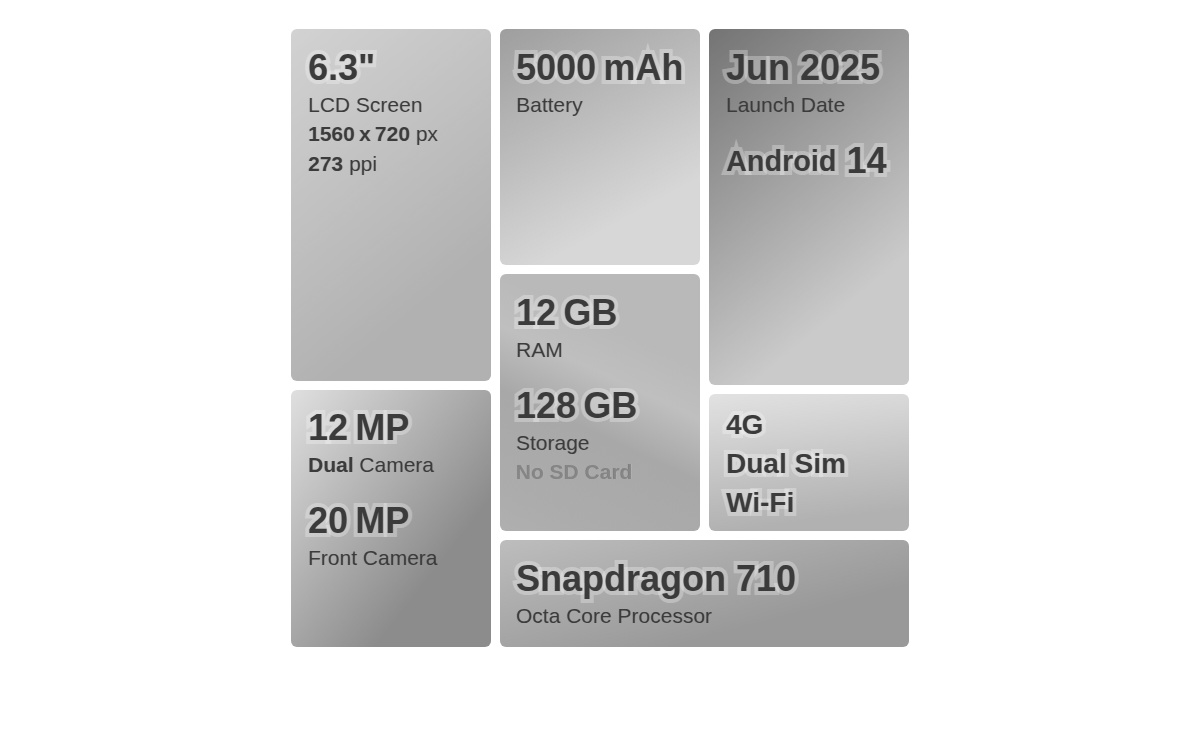 6.3"
LCD Screen
1560 x 720 px
273 ppi
5000 mAh
Battery
Jun 2025
Launch Date
Android 14
12 GB
RAM
128 GB
Storage
No SD Card
12 MP
Dual Camera
20 MP
Front Camera
4G
Dual Sim
Wi-Fi
Snapdragon 710
Octa Core Processor